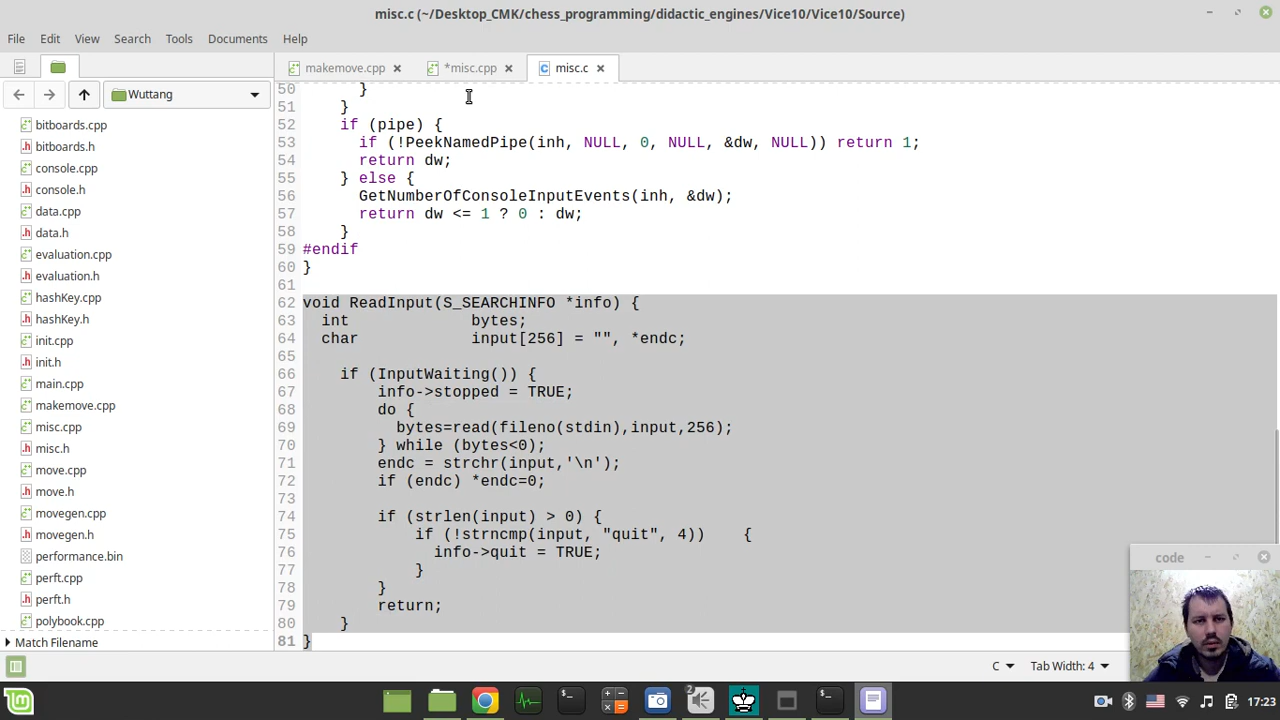 misc.c (~/Desktop_CMK/chess_programming/didactic_engines/Vice10/Vice10/Source)
File Edit View Search Tools Documents Help
makemove.cpp *misc.cpp misc.c
Wuttang
bitboards.cpp
bitboards.h
console.cpp
console.h
data.cpp
data.h
evaluation.cpp
evaluation.h
hashKey.cpp
hashKey.h
init.cpp
init.h
main.cpp
makemove.cpp
misc.cpp
misc.h
move.cpp
move.h
movegen.cpp
movegen.h
performance.bin
perft.cpp
perft.h
polybook.cpp
Match Filename
50 }
51 }
52 if (pipe) {
53 if (!PeekNamedPipe(inh, NULL, 0, NULL, &dw, NULL)) return 1;
54 return dw;
55 } else {
56 GetNumberOfConsoleInputEvents(inh, &dw);
57 return dw <= 1 ? 0 : dw;
58 }
59 #endif
60 }
61
62 void ReadInput(S_SEARCHINFO *info) {
63 int bytes;
64 char input[256] = "", *endc;
65
66 if (InputWaiting()) {
67 info->stopped = TRUE;
68 do {
69 bytes=read(fileno(stdin),input,256);
70 } while (bytes<0);
71 endc = strchr(input,'\n');
72 if (endc) *endc=0;
73
74 if (strlen(input) > 0) {
75 if (!strncmp(input, "quit", 4)) {
76 info->quit = TRUE;
77 }
78 }
79 return;
80 }
81 }
code
C Tab Width: 4
2
17:23